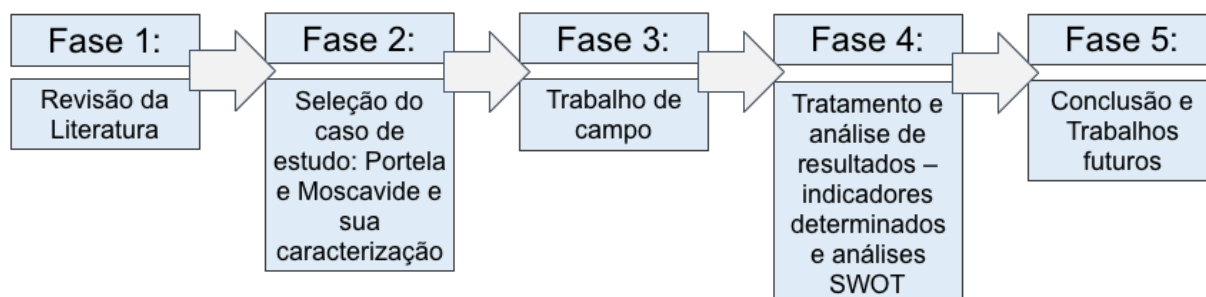 Fase 1:
Revisão da
Literatura
Fase 2:
Seleção do
caso de
estudo: Portela
e Moscavide e
sua
caracterização
Fase 3:
Trabalho de
campo
Fase 4:
Tratamento e
análise de
resultados –
indicadores
determinados
e análises
SWOT
Fase 5:
Conclusão e
Trabalhos
futuros